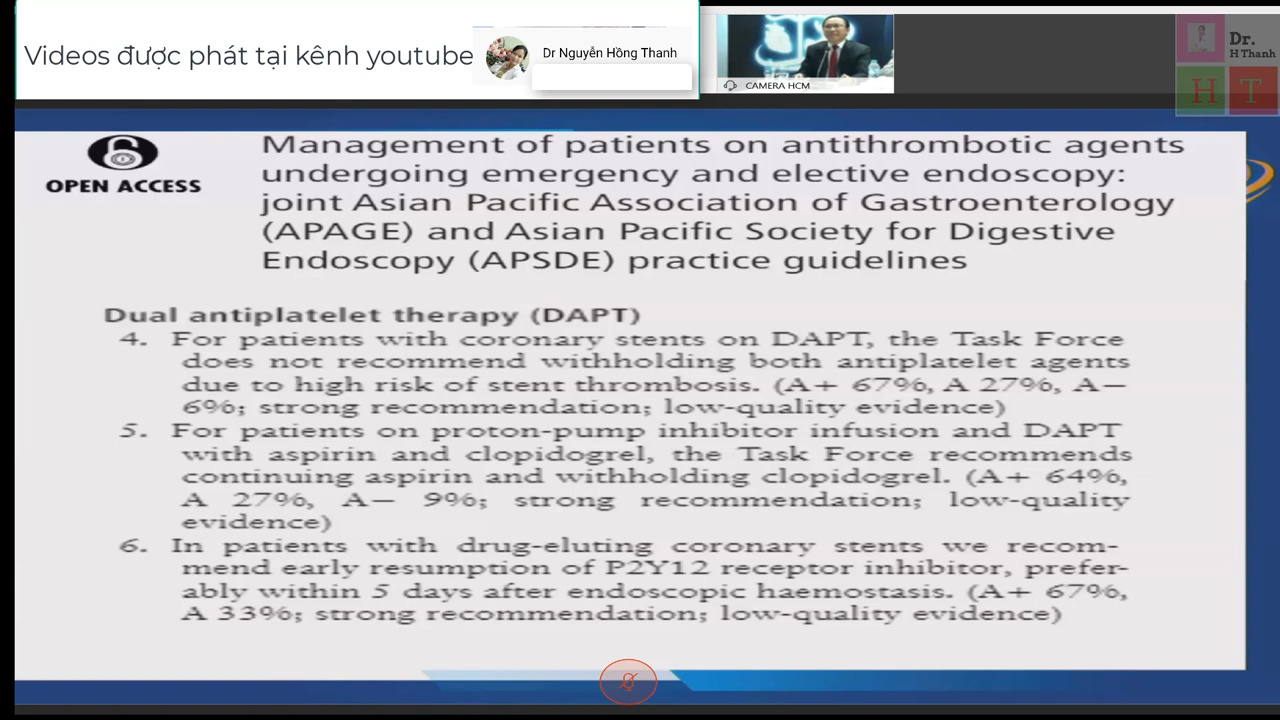 Videos được phát tại kênh youtube
Dr Nguyễn Hồng Thanh
CAMERA HCM
Dr.
H Thanh
H T
OPEN ACCESS
Management of patients on antithrombotic agents
undergoing emergency and elective endoscopy:
joint Asian Pacific Association of Gastroenterology
(APAGE) and Asian Pacific Society for Digestive
Endoscopy (APSDE) practice guidelines
Dual antiplatelet therapy (DAPT)
4. For patients with coronary stents on DAPT, the Task Force
does not recommend withholding both antiplatelet agents
due to high risk of stent thrombosis. (A+ 67%, A 27%, A−
6%; strong recommendation; low-quality evidence)
5. For patients on proton-pump inhibitor infusion and DAPT
with aspirin and clopidogrel, the Task Force recommends
continuing aspirin and withholding clopidogrel. (A+ 64%,
A 27%, A− 9%; strong recommendation; low-quality
evidence)
6. In patients with drug-eluting coronary stents we recom-
mend early resumption of P2Y12 receptor inhibitor, prefer-
ably within 5 days after endoscopic haemostasis. (A+ 67%,
A 33%; strong recommendation; low-quality evidence)